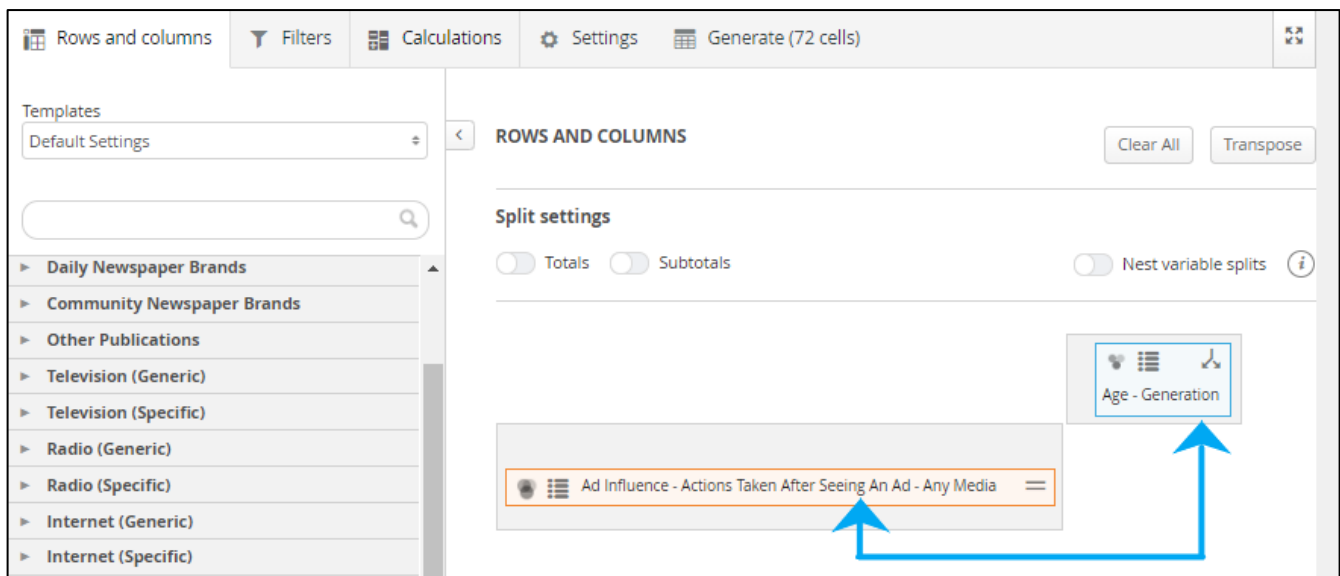 Rows and columns
Filters
Calculations
Settings
Generate (72 cells)
Templates
Default Settings
ROWS AND COLUMNS
Clear All
Transpose
Split settings
Totals
Subtotals
Nest variable splits
i
Daily Newspaper Brands
Community Newspaper Brands
Other Publications
Television (Generic)
Television (Specific)
Radio (Generic)
Radio (Specific)
Internet (Generic)
Internet (Specific)
Age - Generation
Ad Influence - Actions Taken After Seeing An Ad - Any Media